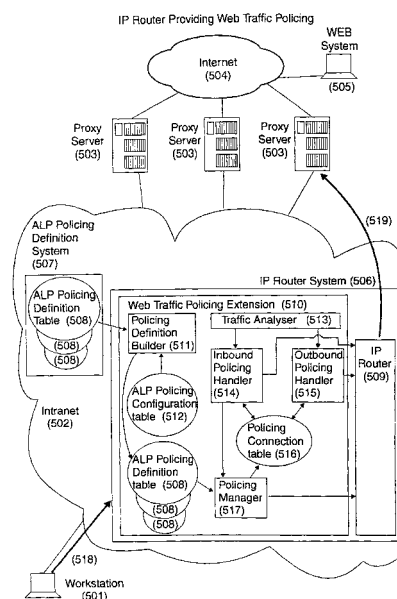 IP Router Providing Web Traffic Policing
WEB
System
(505)
Internet
(504)
Proxy
Server
(503)
Proxy
Server
(503)
Proxy
Server
(503)
(519)
ALP Policing
Definition
System
(507)
IP Router System (506)
ALP Policing
Definition
Table (508)
(508)
(508)
Web Traffic Policing Extension (510)
Policing
Definition
Builder
(511)
Traffic Analyser (513)
Inbound
Policing
Handler
(514)
Outbound
Policing
Handler
(515)
IP
Router
(509)
ALP Policing
Configuration
table (512)
Policing
Connection
table (516)
Intranet
(502)
ALP Policing
Definition
table (508)
(508)
(508)
Policing
Manager
(517)
(518)
Workstation
(501)